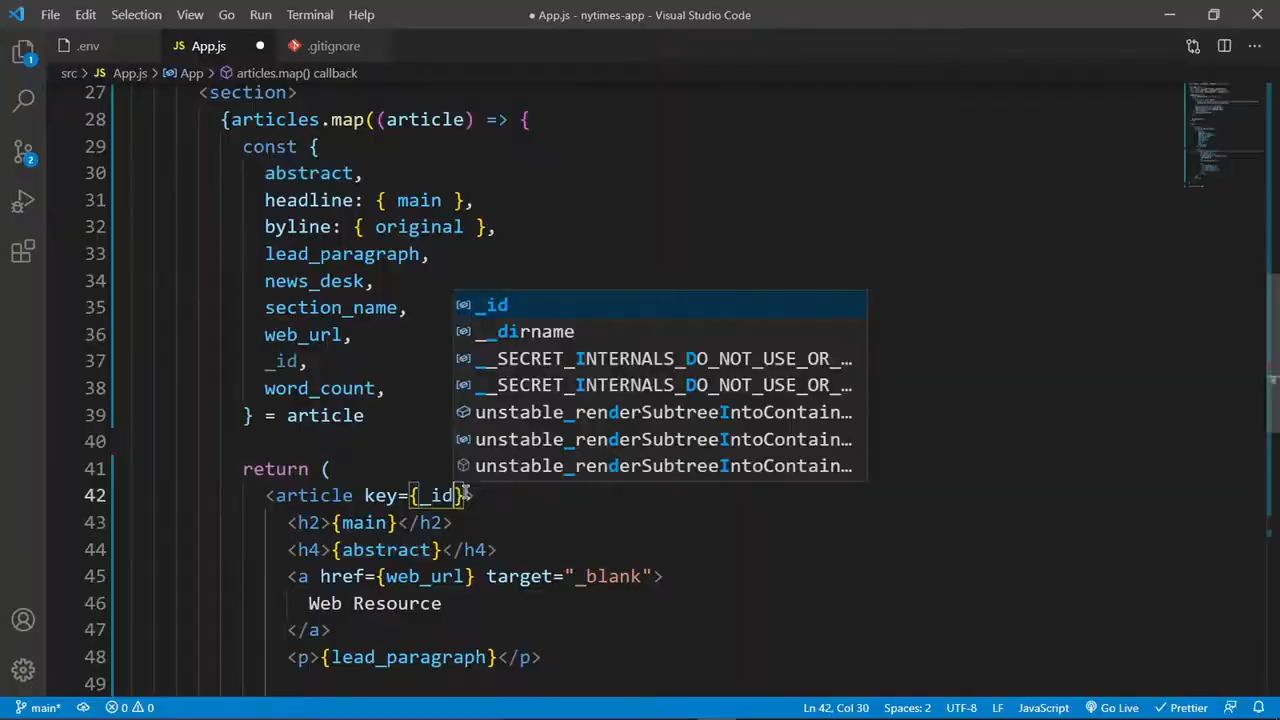 File Edit Selection View Go Run Terminal Help
● App.js - nytimes-app - Visual Studio Code
.env JS App.js .gitignore
src > JS App.js > App > articles.map() callback
27 <section>
28 {articles.map((article) => {
29 const {
30 abstract,
31 headline: { main },
32 byline: { original },
33 lead_paragraph,
34 news_desk,
35 section_name,
36 web_url,
37 _id,
38 word_count,
39 } = article
40
41 return (
42 <article key={_id}>
43 <h2>{main}</h2>
44 <h4>{abstract}</h4>
45 <a href={web_url} target="_blank">
46 Web Resource
47 </a>
48 <p>{lead_paragraph}</p>
49
_id
__dirname
__SECRET_INTERNALS_DO_NOT_USE_OR_…
__SECRET_INTERNALS_DO_NOT_USE_OR_…
unstable_renderSubtreeIntoContain…
unstable_renderSubtreeIntoContain…
unstable_renderSubtreeIntoContain…
1
2
main* 0 0 Ln 42, Col 30 Spaces: 2 UTF-8 LF JavaScript Go Live Prettier